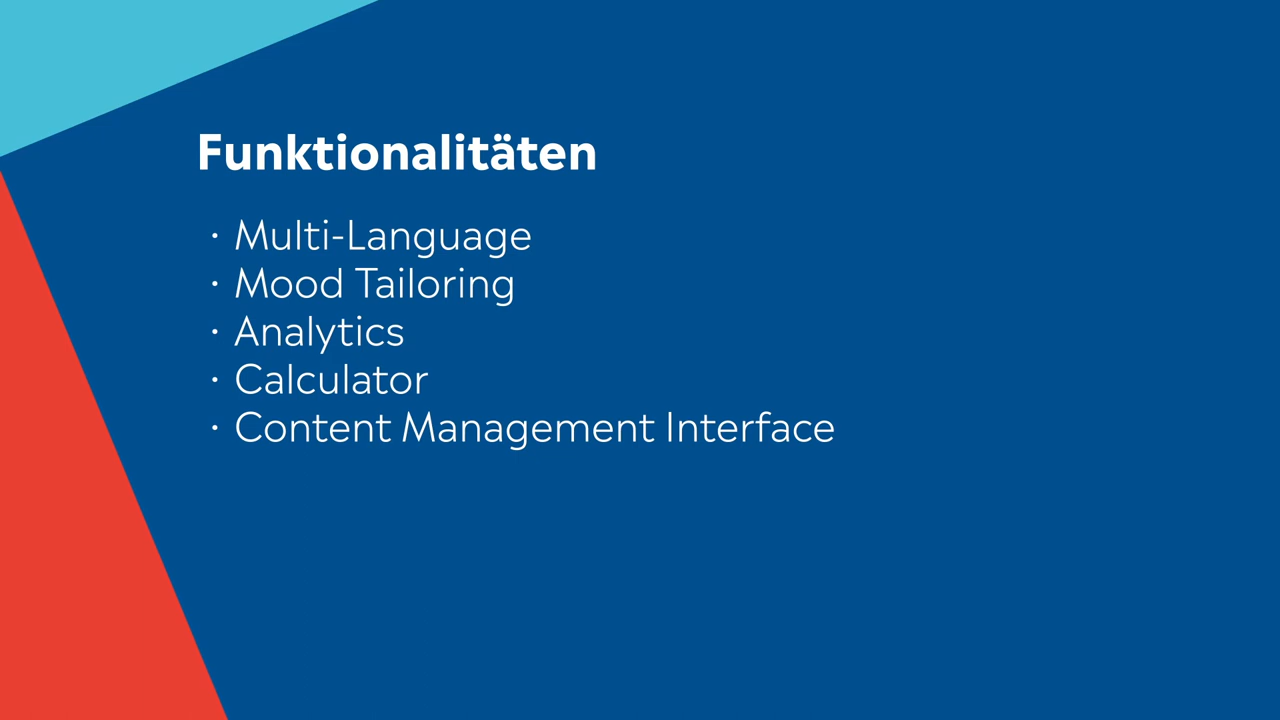 Funktionalitäten
· Multi-Language
· Mood Tailoring
· Analytics
· Calculator
· Content Management Interface